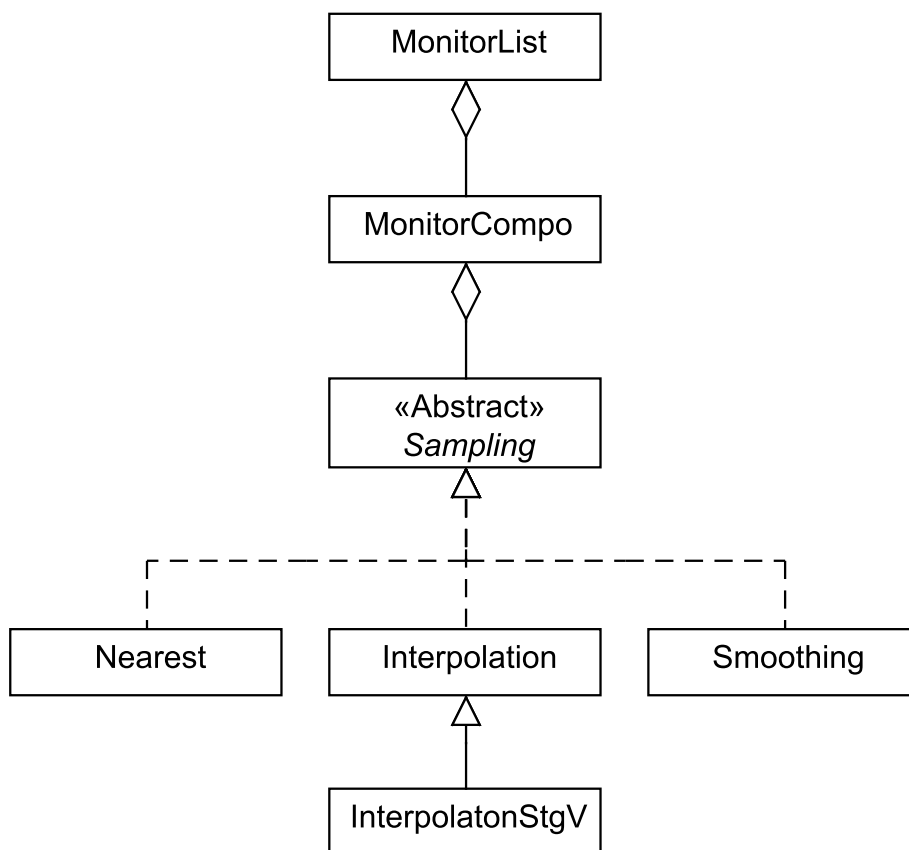 MonitorList
MonitorCompo
«Abstract»
Sampling
Nearest
Interpolation
Smoothing
InterpolatonStgV